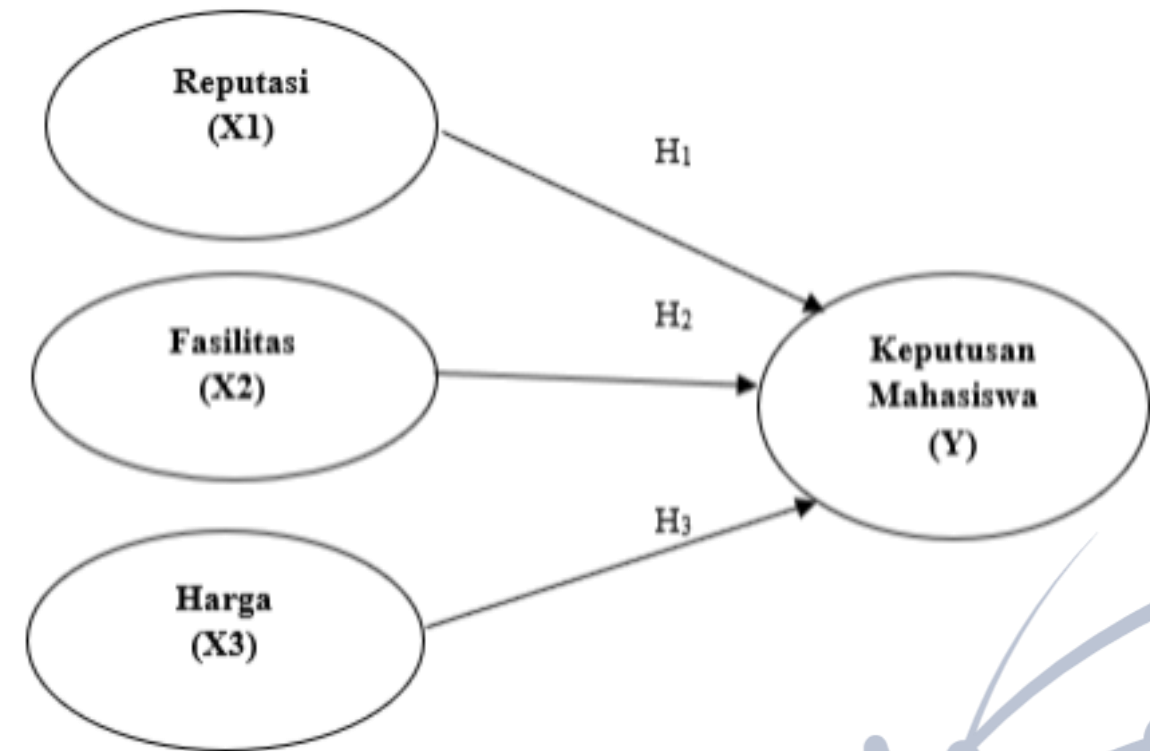 Reputasi
(X1)
H₁
Fasilitas
(X2)
H₂
Keputusan
Mahasiswa
(Y)
H₃
Harga
(X3)